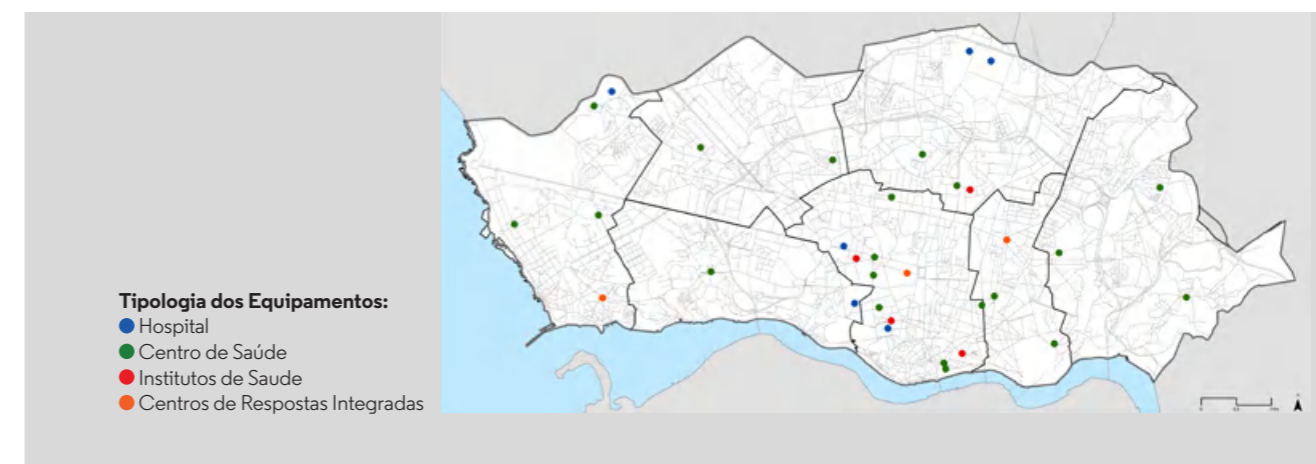 Tipologia dos Equipamentos:
Hospital
Centro de Saúde
Institutos de Saude
Centros de Respostas Integradas